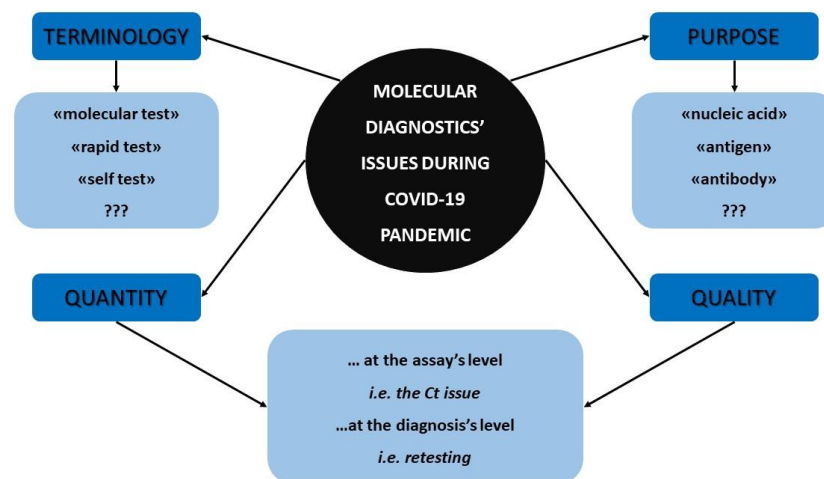 TERMINOLOGY
PURPOSE
MOLECULAR
DIAGNOSTICS’
ISSUES DURING
COVID-19
PANDEMIC
«molecular test»
«rapid test»
«self test»
???
«nucleic acid»
«antigen»
«antibody»
???
QUANTITY
QUALITY
... at the assay’s level
i.e. the Ct issue
...at the diagnosis’s level
i.e. retesting